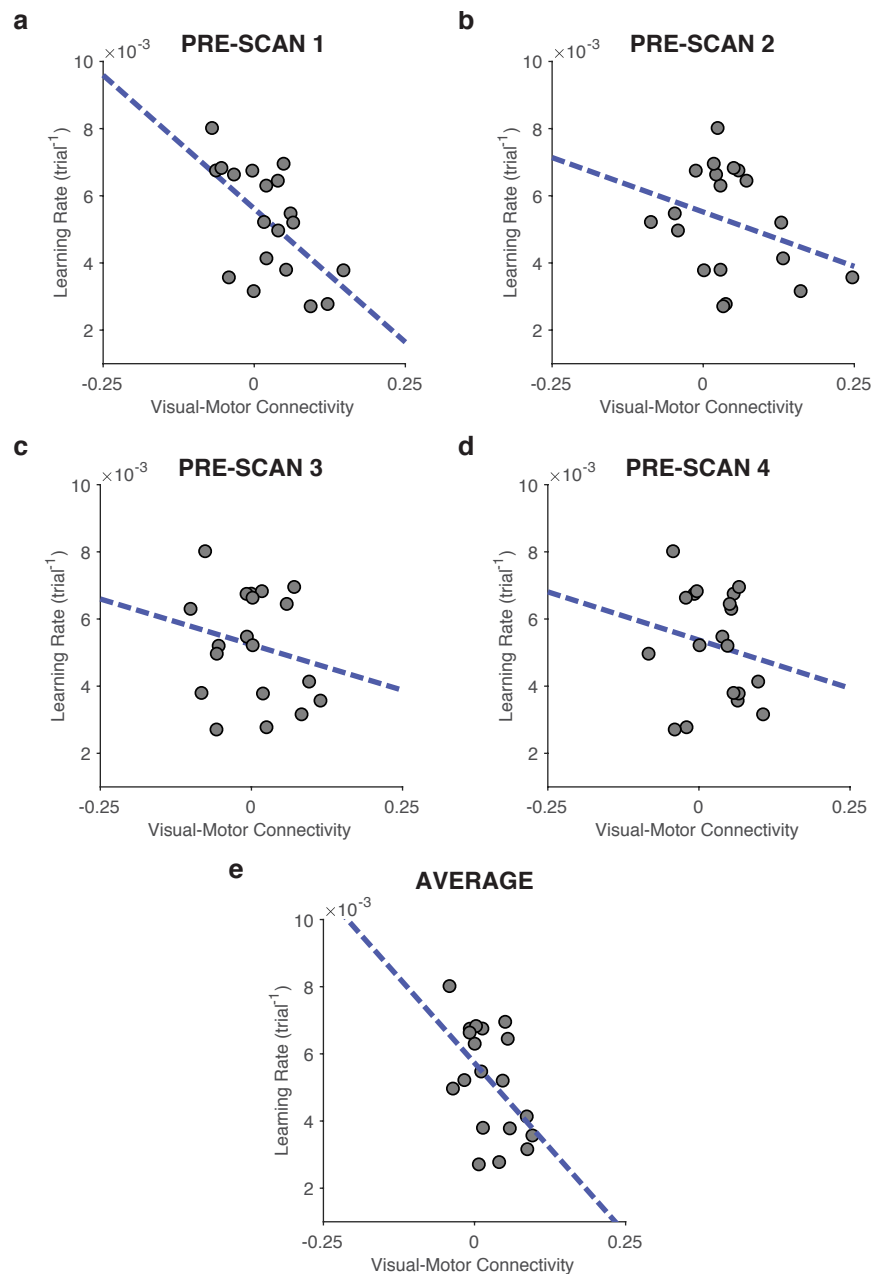 a
PRE-SCAN 1
×10⁻³
10
8
6
4
2
Learning Rate (trial⁻¹)
-0.25
0
0.25
Visual-Motor Connectivity
b
PRE-SCAN 2
×10⁻³
10
8
6
4
2
Learning Rate (trial⁻¹)
-0.25
0
0.25
Visual-Motor Connectivity
c
PRE-SCAN 3
×10⁻³
10
8
6
4
2
Learning Rate (trial⁻¹)
-0.25
0
0.25
Visual-Motor Connectivity
d
PRE-SCAN 4
×10⁻³
10
8
6
4
2
Learning Rate (trial⁻¹)
-0.25
0
0.25
Visual-Motor Connectivity
e
AVERAGE
×10⁻³
10
8
6
4
2
Learning Rate (trial⁻¹)
-0.25
0
0.25
Visual-Motor Connectivity